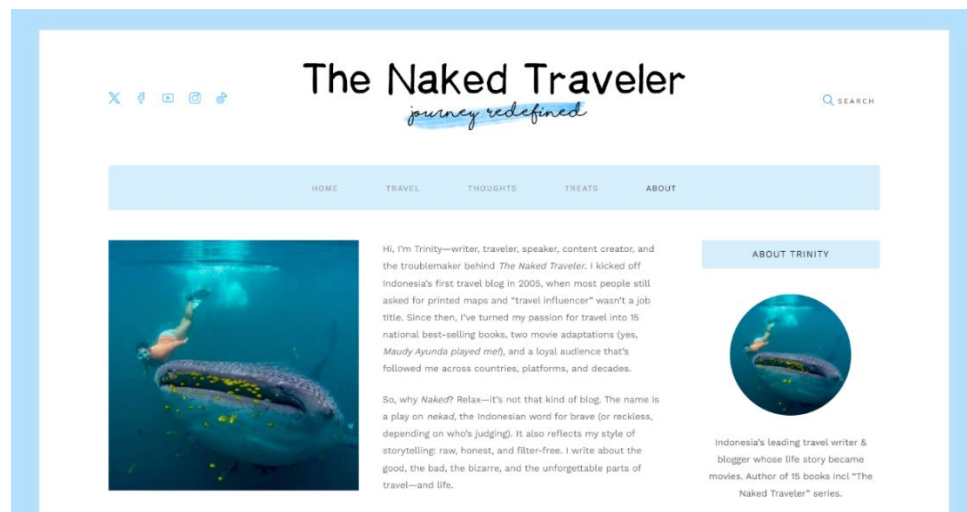 The Naked Traveler
journey redefined
SEARCH
HOME TRAVEL THOUGHTS TREATS ABOUT
Hi, I'm Trinity—writer, traveler, speaker, content creator, and
the troublemaker behind The Naked Traveler. I kicked off
Indonesia's first travel blog in 2005, when most people still
asked for printed maps and “travel influencer” wasn't a job
title. Since then, I've turned my passion for travel into 15
national best-selling books, two movie adaptations (yes,
Maudy Ayunda played me!), and a loyal audience that's
followed me across countries, platforms, and decades.
So, why Naked? Relax—it's not that kind of blog. The name is
a play on nekad, the Indonesian word for brave (or reckless,
depending on who's judging). It also reflects my style of
storytelling: raw, honest, and filter-free. I write about the
good, the bad, the bizarre, and the unforgettable parts of
travel—and life.
ABOUT TRINITY
Indonesia's leading travel writer &
blogger whose life story became
movies. Author of 15 books incl “The
Naked Traveler” series.